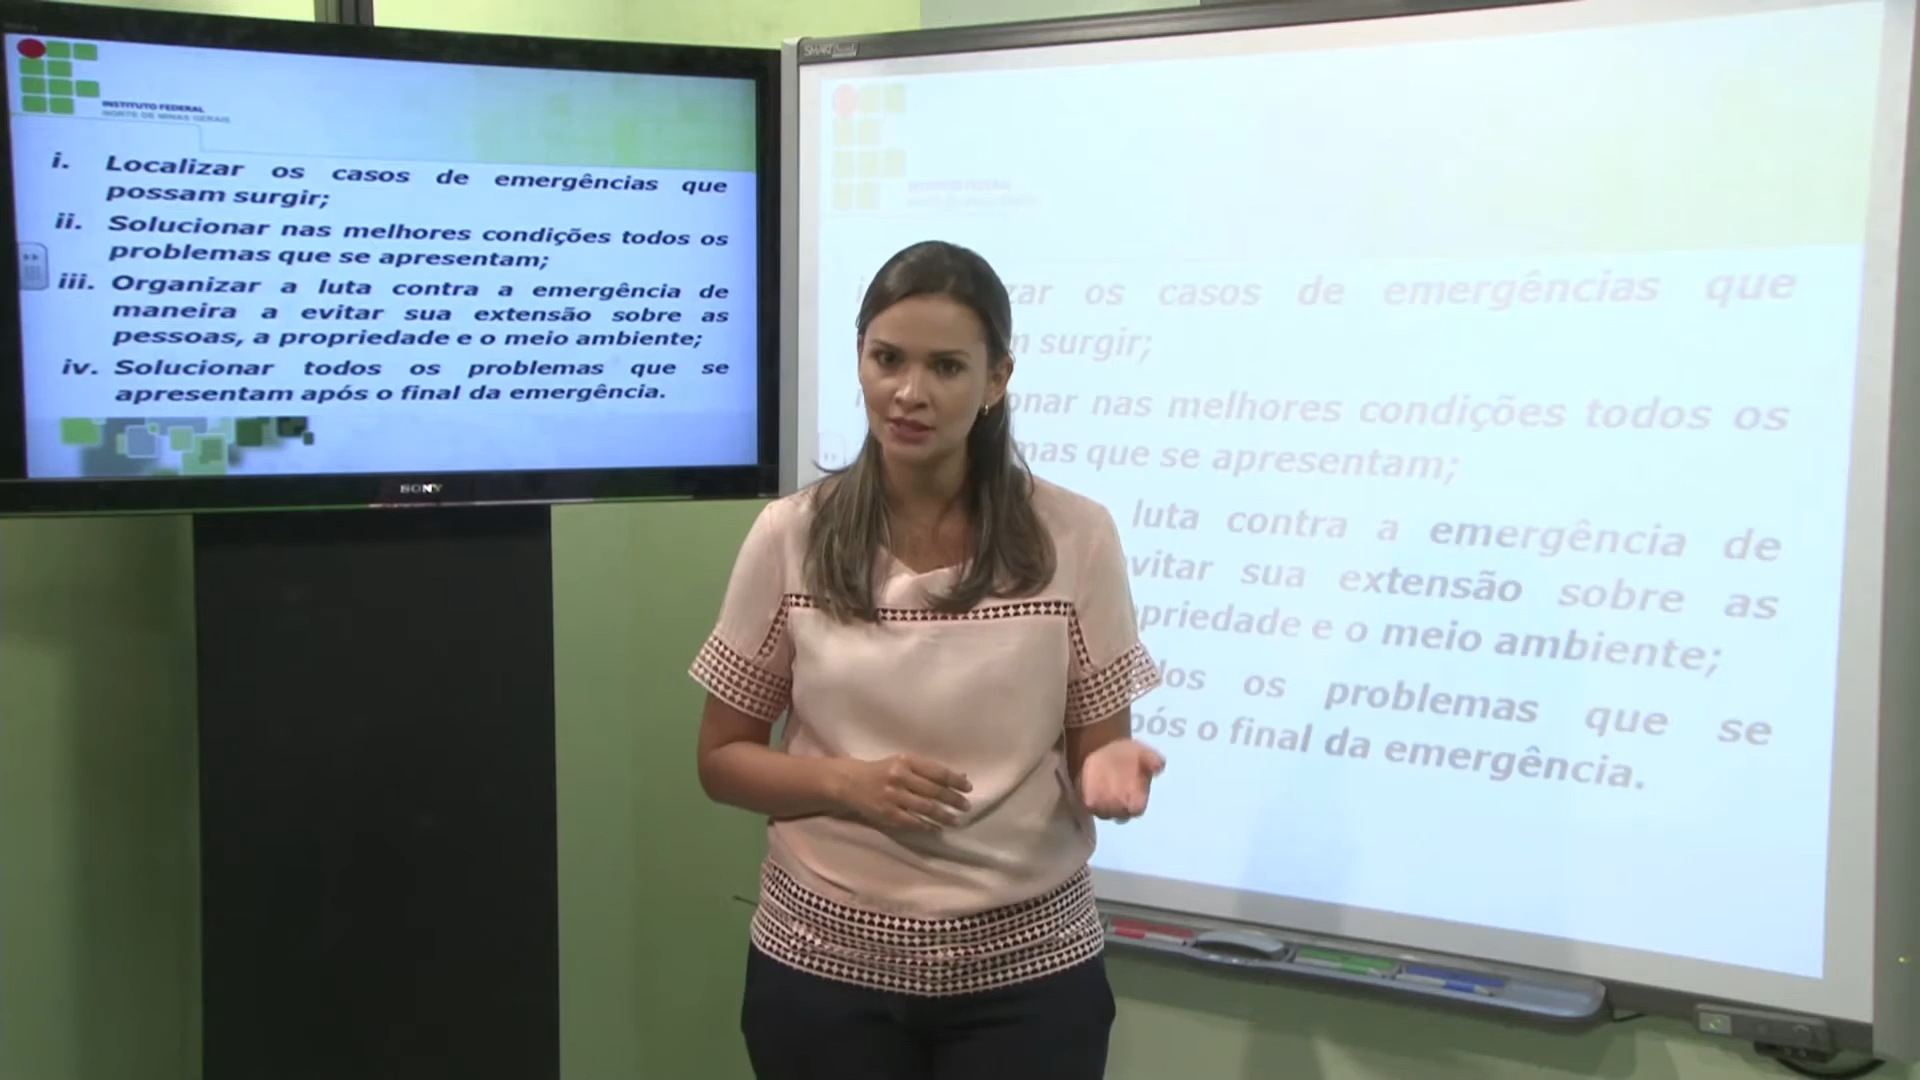 INSTITUTO FEDERAL
NORTE DE MINAS GERAIS
i. Localizar os casos de emergências que
possam surgir;
ii. Solucionar nas melhores condições todos os
problemas que se apresentam;
iii. Organizar a luta contra a emergência de
maneira a evitar sua extensão sobre as
pessoas, a propriedade e o meio ambiente;
iv. Solucionar todos os problemas que se
apresentam após o final da emergência.
SONY
SMART
INSTITUTO FEDERAL
zar os casos de emergências que
m surgir;
onar nas melhores condições todos os
mas que se apresentam;
luta contra a emergência de
vitar sua extensão sobre as
opriedade e o meio ambiente;
dos os problemas que se
pós o final da emergência.